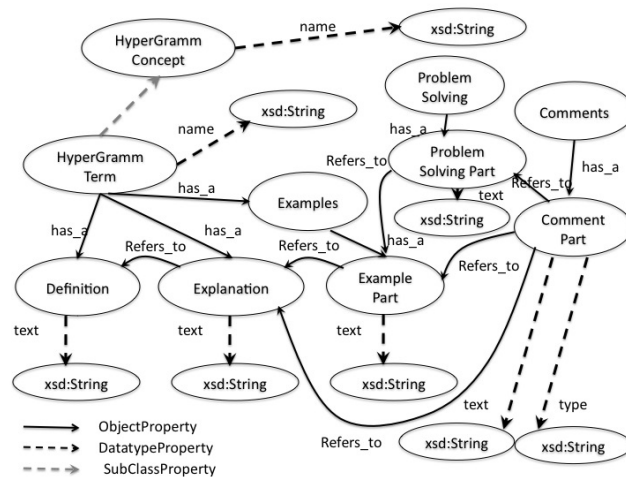 HyperGramm
Concept
name
xsd:String
Problem
Solving
Comments
name
xsd:String
has_a
HyperGramm
Term
Refers_to
Problem
Solving Part
has_a
has_a
Examples
text
Refers_to
xsd:String
Comment
Part
has_a
has_a
Refers_to
Refers_to
has_a
Refers_to
Definition
Explanation
Example
Part
text
text
text
xsd:String
xsd:String
xsd:String
text
type
ObjectProperty
DatatypeProperty
SubClassProperty
Refers_to
xsd:String
xsd:String